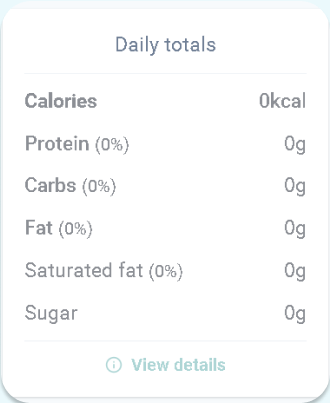 Daily totals
Calories 0kcal
Protein (0%) 0g
Carbs (0%) 0g
Fat (0%) 0g
Saturated fat (0%) 0g
Sugar 0g
View details